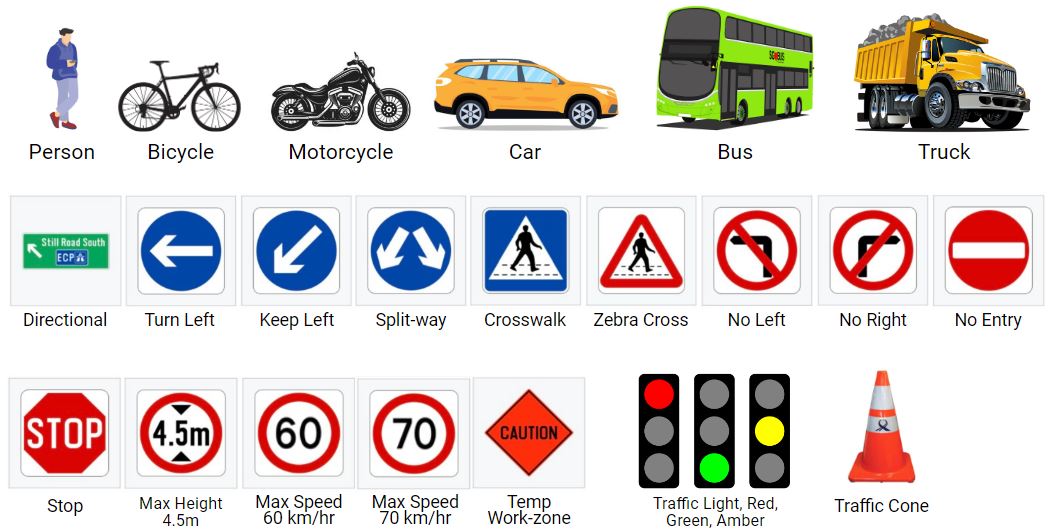 SG♥BUS
Person
Bicycle
Motorcycle
Car
Bus
Truck
Still Road South
ECP
Directional
Turn Left
Keep Left
Split-way
Crosswalk
Zebra Cross
No Left
No Right
No Entry
STOP
4.5m
60
70
CAUTION
Stop
Max Height
4.5m
Max Speed
60 km/hr
Max Speed
70 km/hr
Temp
Work-zone
Traffic Light, Red,
Green, Amber
Traffic Cone